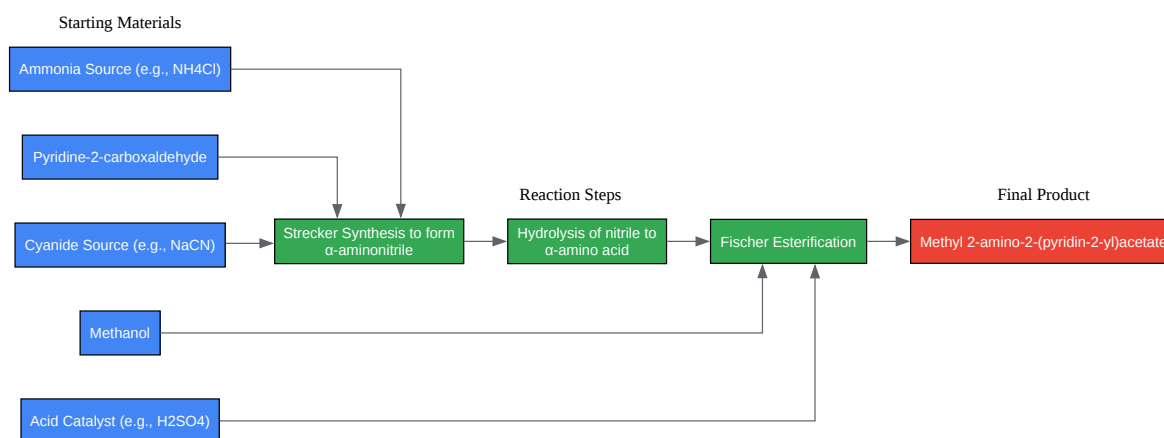 Starting Materials
Ammonia Source (e.g., NH4Cl)
Pyridine-2-carboxaldehyde
Reaction Steps
Final Product
Cyanide Source (e.g., NaCN)
Strecker Synthesis to form
α-aminonitrile
Hydrolysis of nitrile to
α-amino acid
Fischer Esterification
Methyl 2-amino-2-(pyridin-2-yl)acetate
Methanol
Acid Catalyst (e.g., H2SO4)